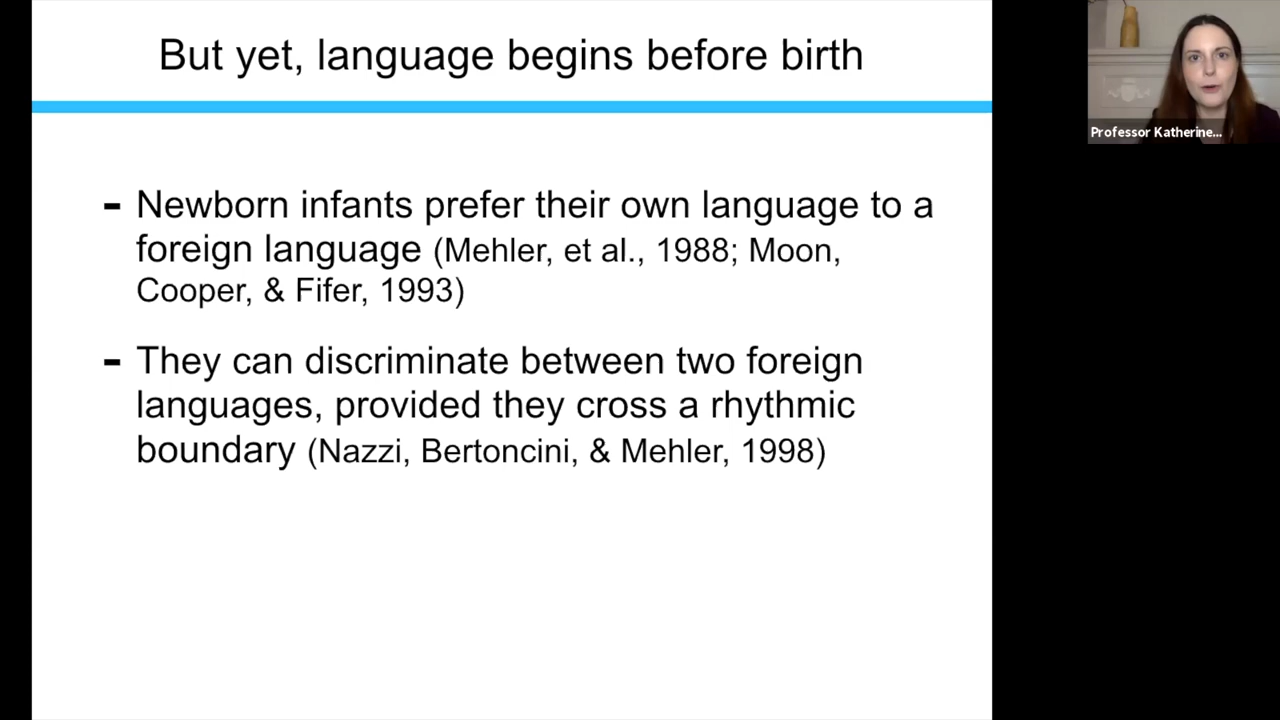 But yet, language begins before birth
- Newborn infants prefer their own language to a
foreign language (Mehler, et al., 1988; Moon,
Cooper, & Fifer, 1993)
- They can discriminate between two foreign
languages, provided they cross a rhythmic
boundary (Nazzi, Bertoncini, & Mehler, 1998)
Professor Katherine...